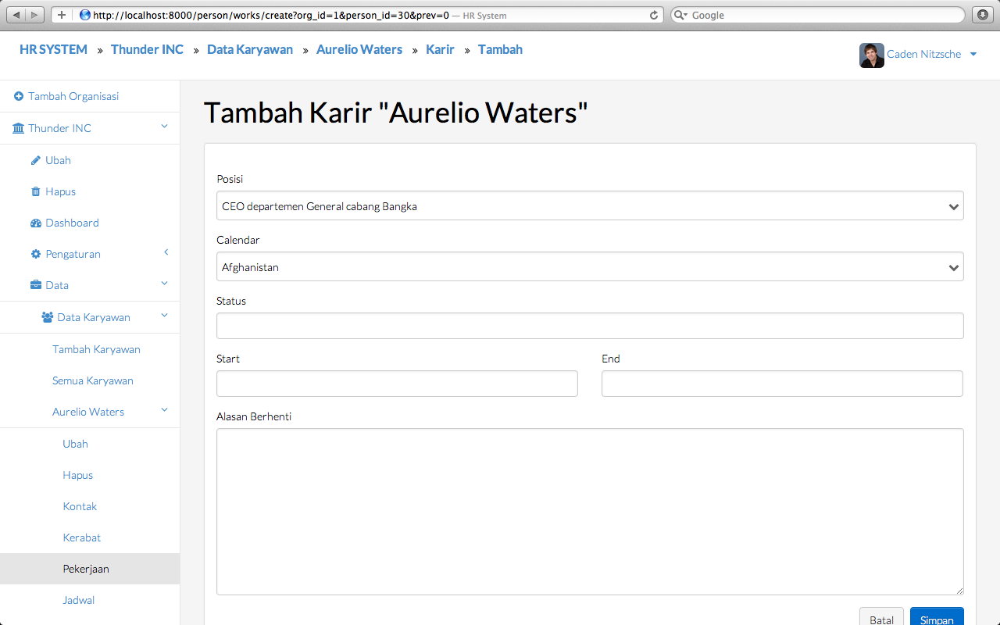 http://localhost:8000/person/works/create?org_id=1&person_id=30&prev=0 — HR System
Google
HR SYSTEM » Thunder INC » Data Karyawan » Aurelio Waters » Karir » Tambah
Caden Nitzsche
Tambah Organisasi
Thunder INC
Ubah
Hapus
Dashboard
Pengaturan
Data
Data Karyawan
Tambah Karyawan
Semua Karyawan
Aurelio Waters
Ubah
Hapus
Kontak
Kerabat
Pekerjaan
Jadwal
Tambah Karir "Aurelio Waters"
Posisi
CEO departemen General cabang Bangka
Calendar
Afghanistan
Status
Start End
Alasan Berhenti
Batal Simpan